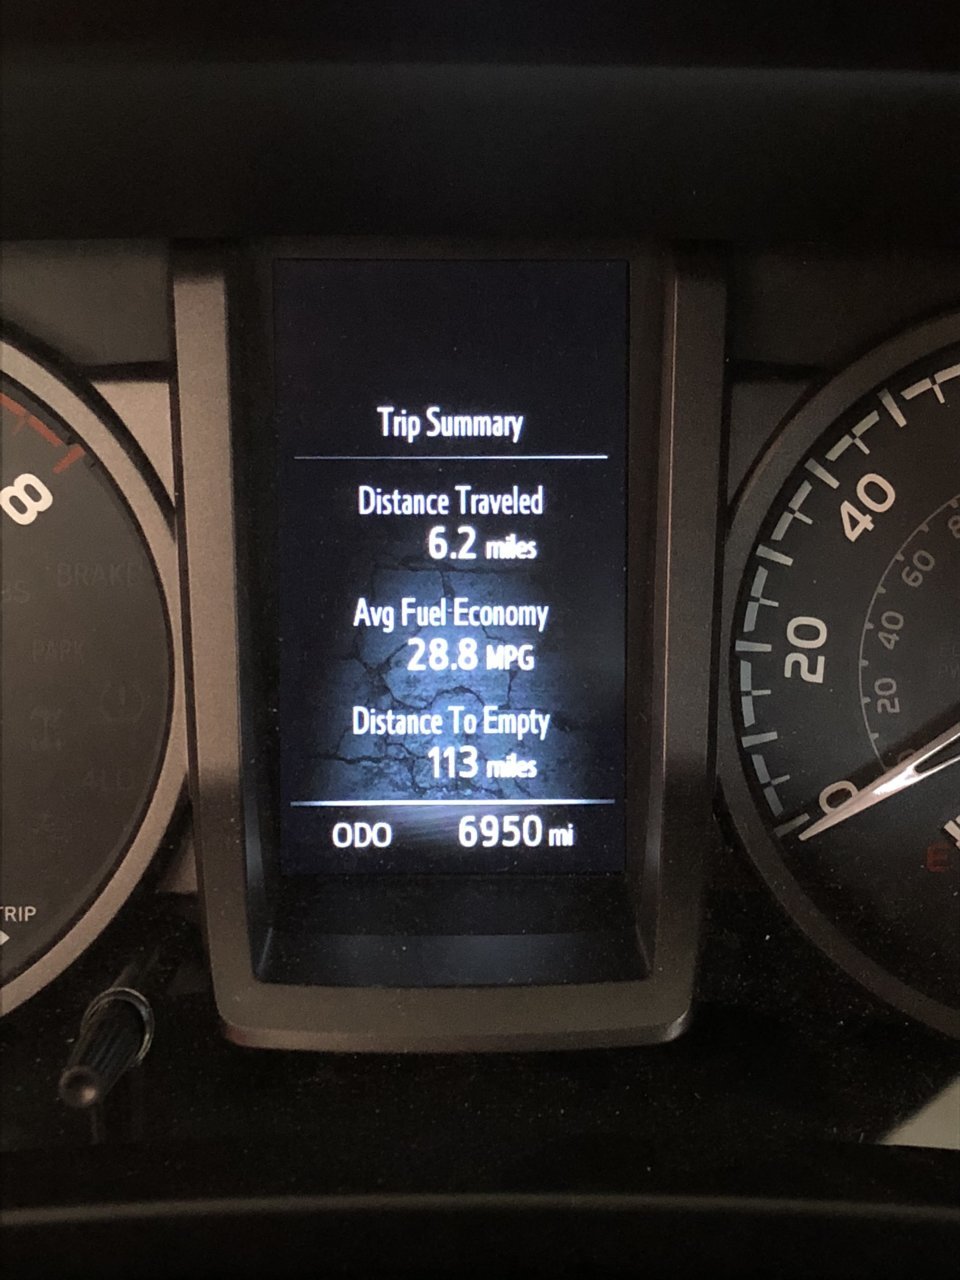 Trip Summary
Distance Traveled
6.2 miles
Avg Fuel Economy
28.8 MPG
Distance To Empty
113 miles
ODO 6950 mi
8
BRAKE
TRIP
40
20
0
60
40
20
E